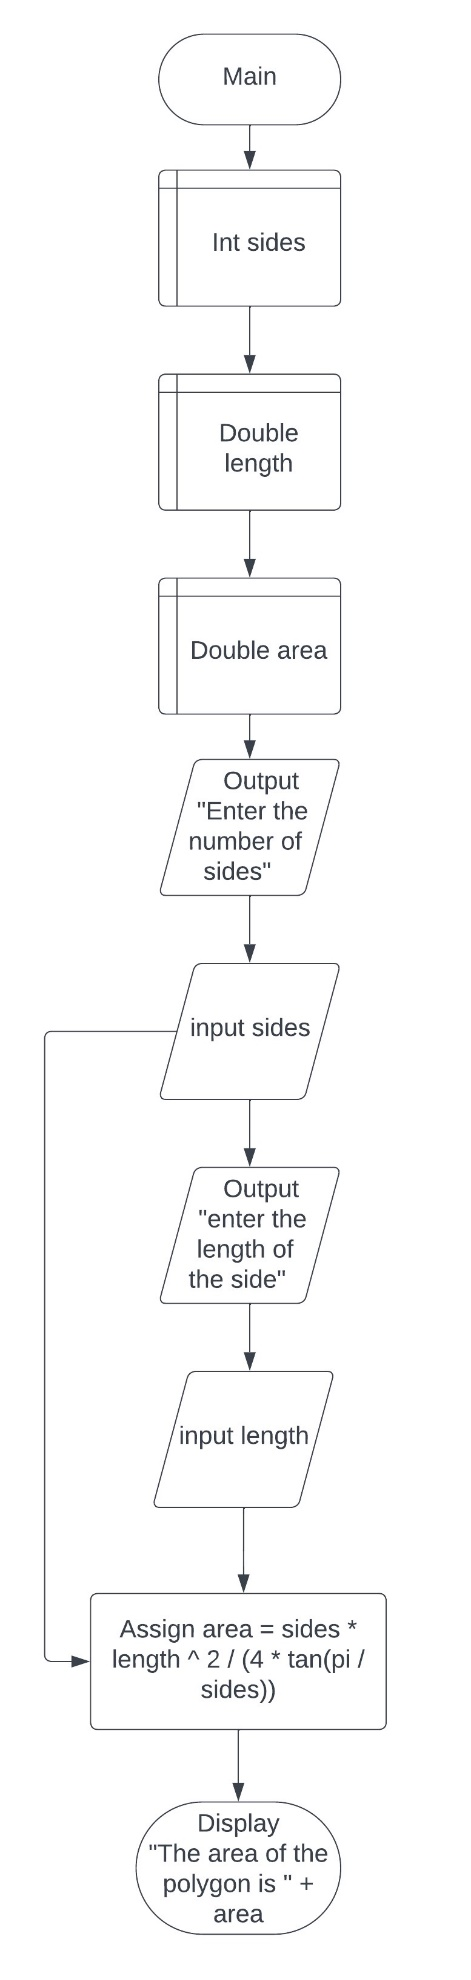 Main
Int sides
Double
length
Double area
Output
"Enter the
number of
sides"
input sides
Output
"enter the
length of
the side"
input length
Assign area = sides *
length ^ 2 / (4 * tan(pi /
sides))
Display
"The area of the
polygon is " +
area